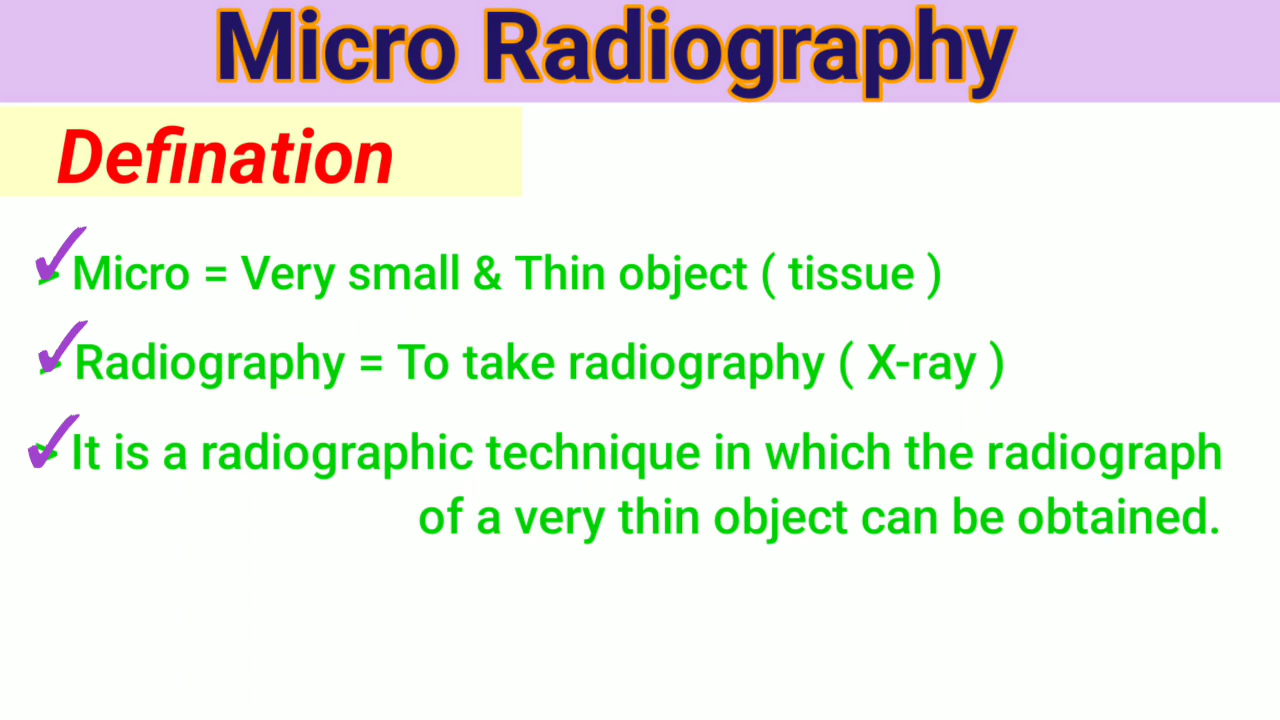 Micro Radiography
Defination
Micro = Very small & Thin object ( tissue )
Radiography = To take radiography ( X-ray )
It is a radiographic technique in which the radiograph
of a very thin object can be obtained.